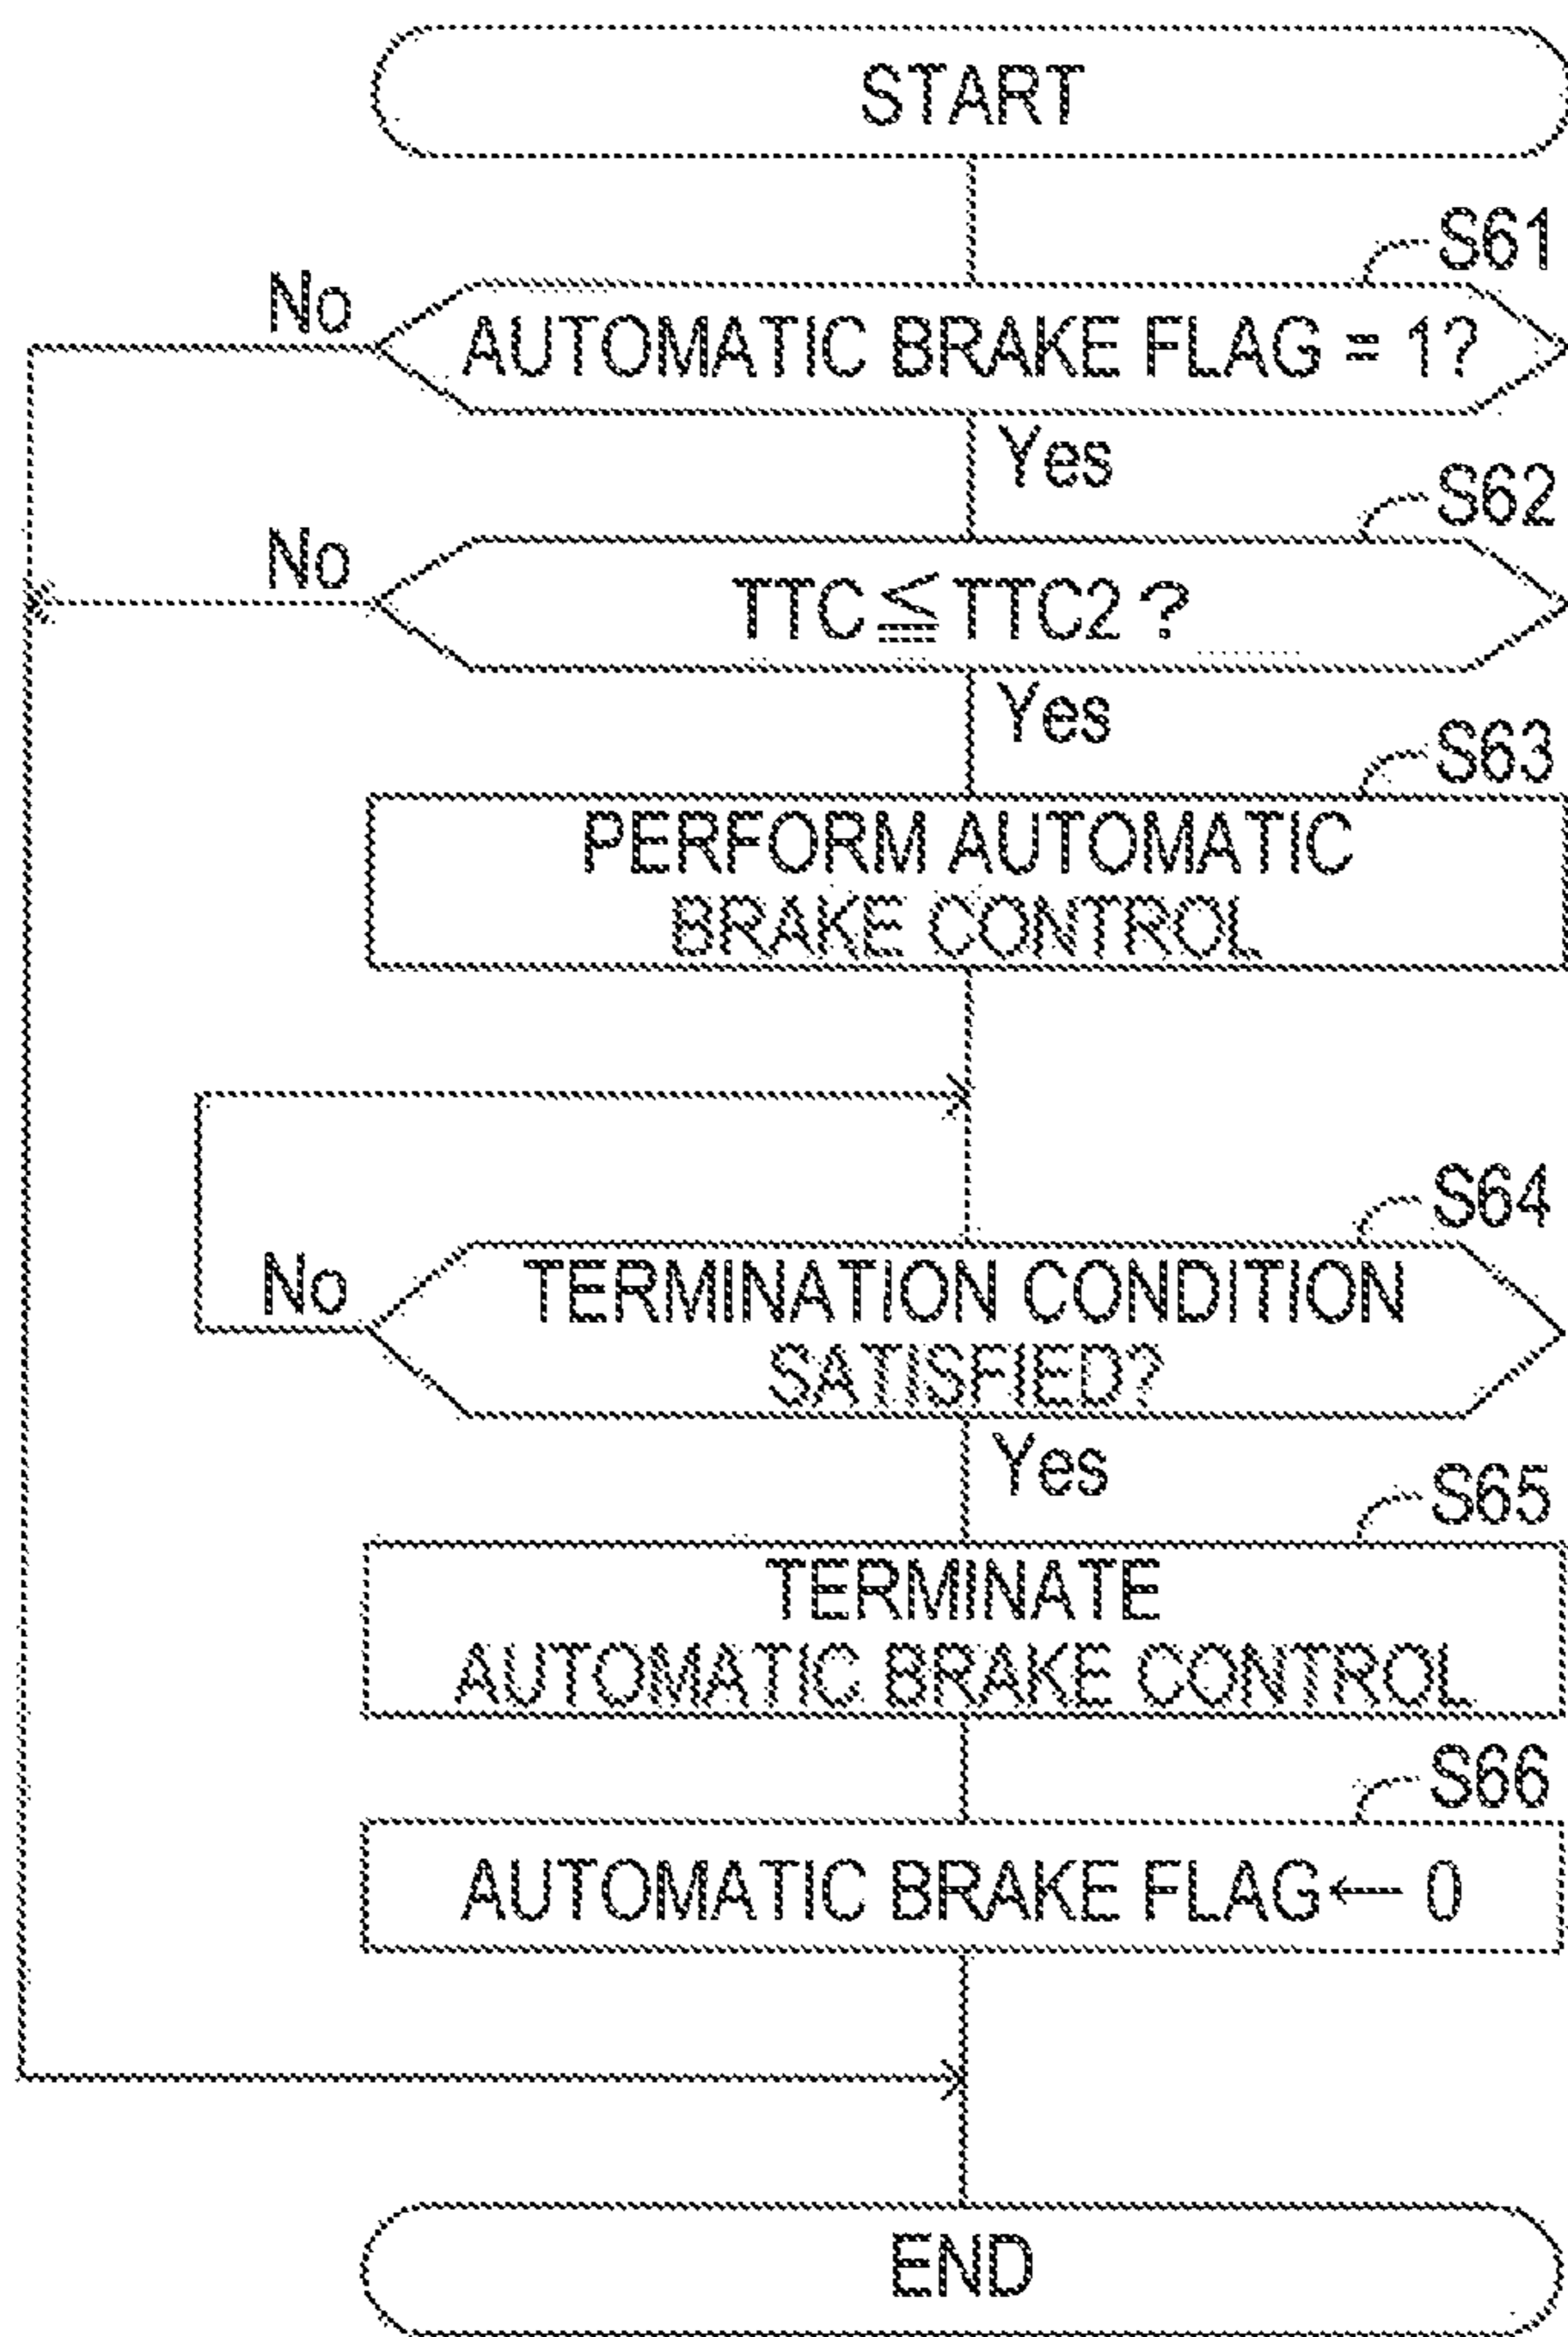 START
S61
No
AUTOMATIC BRAKE FLAG = 1?
Yes
S62
No
TTC≦TTC2?
Yes
S63
PERFORM AUTOMATIC
BRAKE CONTROL
S64
No
TERMINATION CONDITION
SATISFIED?
Yes
S65
TERMINATE
AUTOMATIC BRAKE CONTROL
S66
AUTOMATIC BRAKE FLAG← 0
END